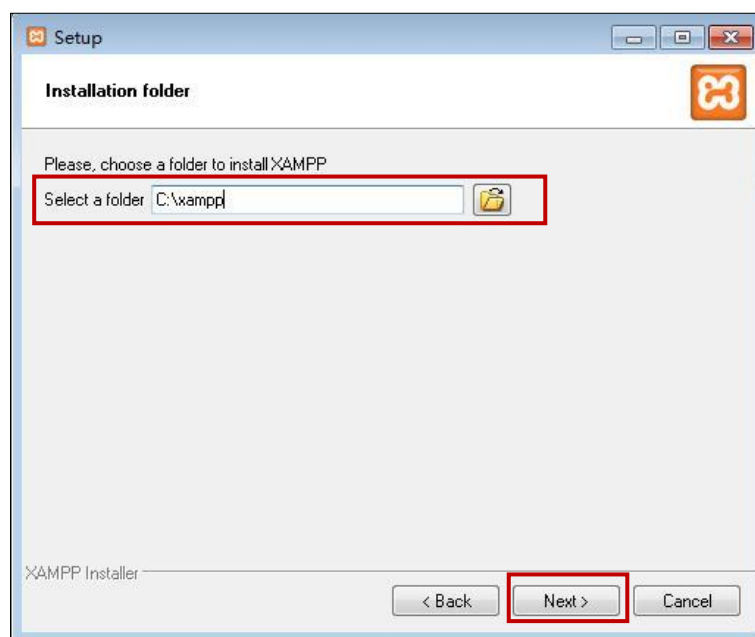 Setup
Installation folder
Please, choose a folder to install XAMPP
Select a folder C:\xampp
XAMPP Installer
< Back Next > Cancel